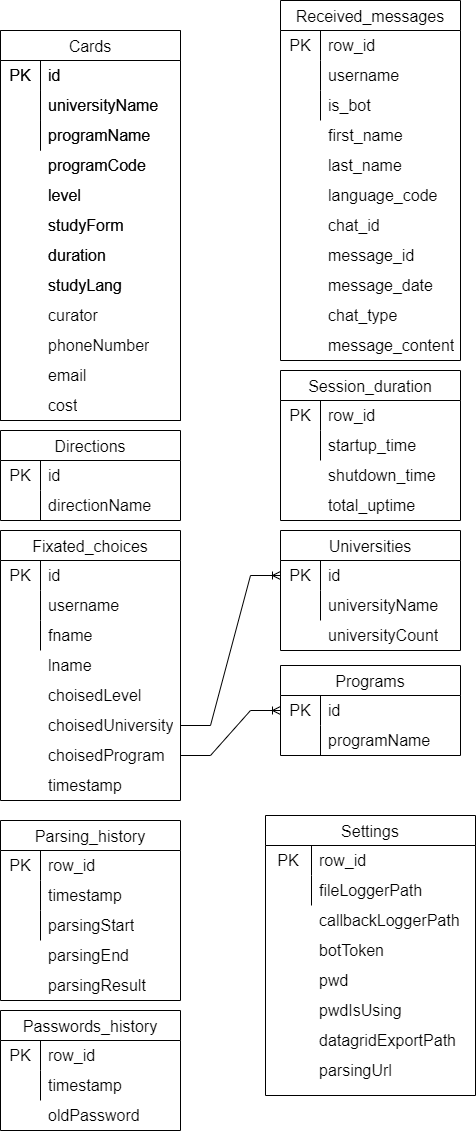 Cards
PK id
universityName
programName
programCode
level
studyForm
duration
studyLang
curator
phoneNumber
email
cost
Directions
PK id
directionName
Fixated_choices
PK id
username
fname
lname
choisedLevel
choisedUniversity
choisedProgram
timestamp
Parsing_history
PK row_id
timestamp
parsingStart
parsingEnd
parsingResult
Passwords_history
PK row_id
timestamp
oldPassword
Received_messages
PK row_id
username
is_bot
first_name
last_name
language_code
chat_id
message_id
message_date
chat_type
message_content
Session_duration
PK row_id
startup_time
shutdown_time
total_uptime
Universities
PK id
universityName
universityCount
Programs
PK id
programName
Settings
PK row_id
fileLoggerPath
callbackLoggerPath
botToken
pwd
pwdIsUsing
datagridExportPath
parsingUrl